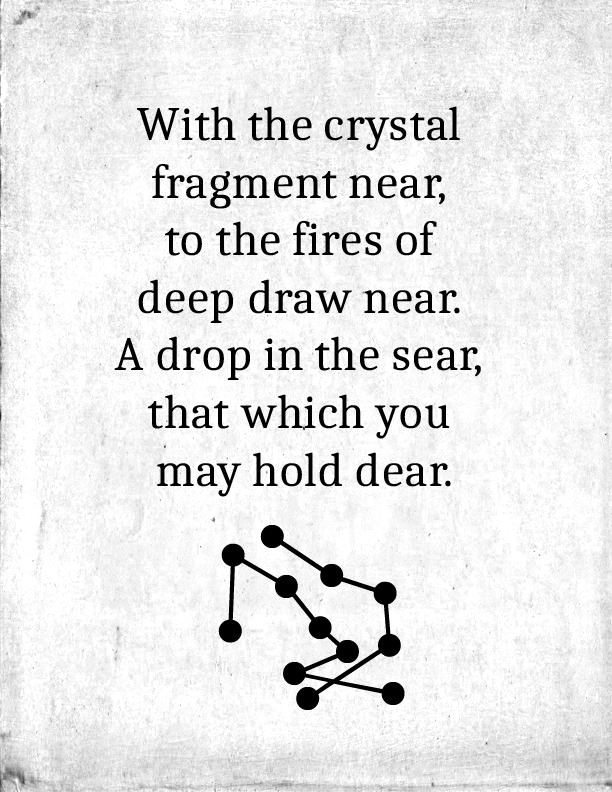 With the crystal
fragment near,
to the fires of
deep draw near.
A drop in the sear,
that which you
may hold dear.